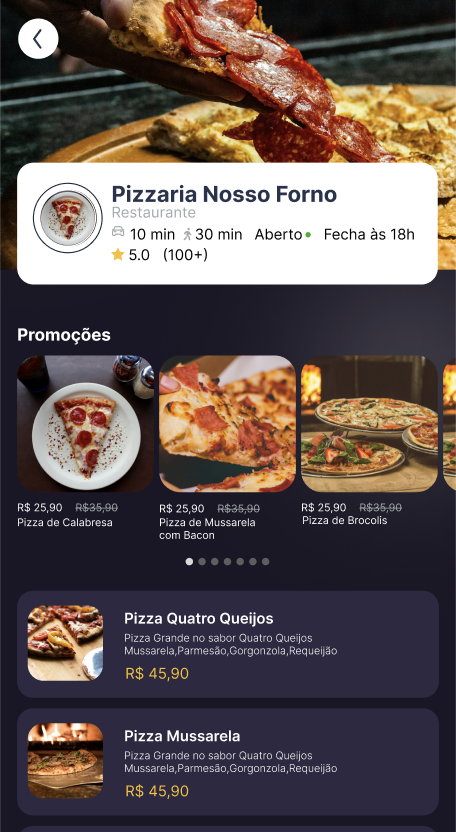 Pizzaria Nosso Forno
Restaurante
10 min 30 min Aberto Fecha às 18h
5.0 (100+)
Promoções
R$ 25,90 R$35,90
Pizza de Calabresa
R$ 25,90 R$35,90
Pizza de Mussarela
com Bacon
R$ 25,90 R$35,90
Pizza de Brocolis
Pizza Quatro Queijos
Pizza Grande no sabor Quatro Queijos
Mussarela,Parmesão,Gorgonzola,Requeijão
R$ 45,90
Pizza Mussarela
Pizza Grande no sabor Quatro Queijos
Mussarela,Parmesão,Gorgonzola,Requeijão
R$ 45,90